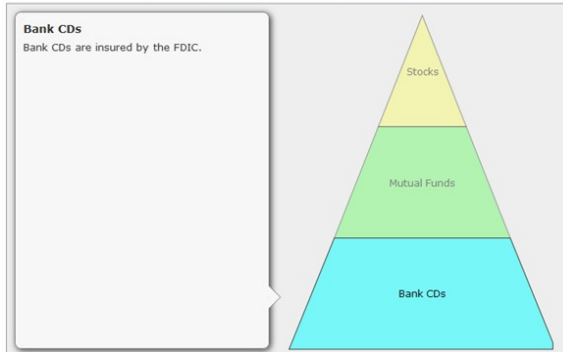 Bank CDs
Bank CDs are insured by the FDIC.
Stocks
Mutual Funds
Bank CDs